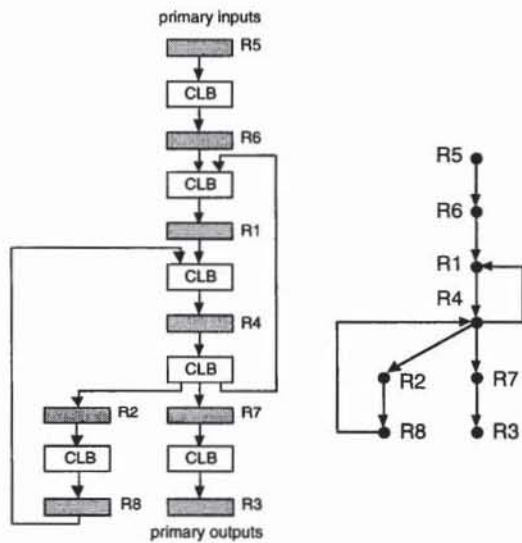 primary inputs
R5
CLB
R6
CLB
R1
CLB
R4
CLB
R2
R7
CLB
CLB
R8
R3
primary outputs
R5
R6
R1
R4
R2
R7
R8
R3